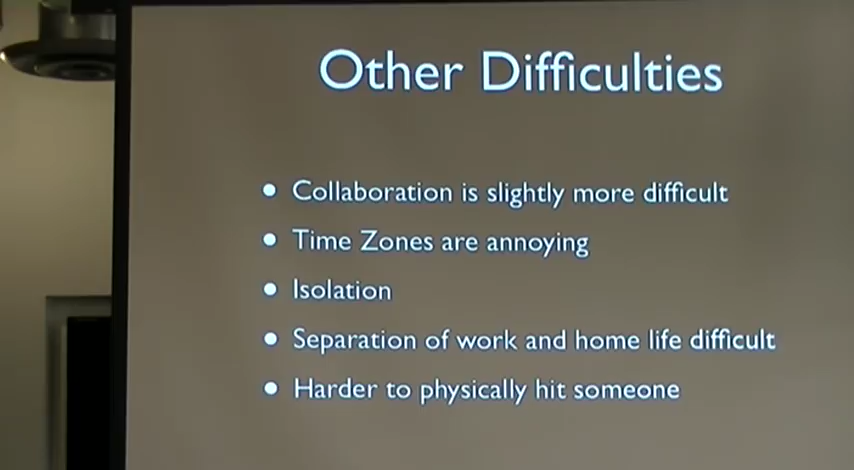 Other Difficulties
• Collaboration is slightly more difficult
• Time Zones are annoying
• Isolation
• Separation of work and home life difficult
• Harder to physically hit someone